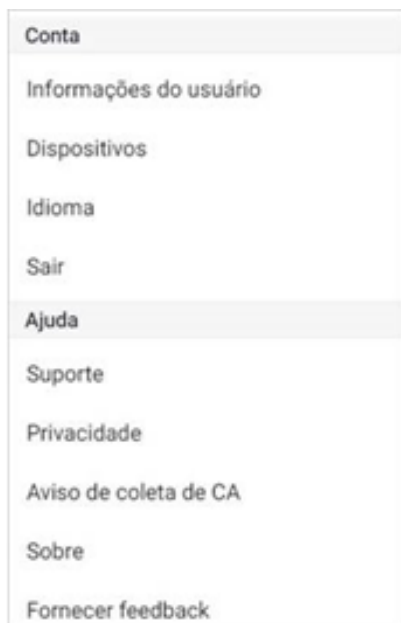 Conta
Informações do usuário
Dispositivos
Idioma
Sair
Ajuda
Suporte
Privacidade
Aviso de coleta de CA
Sobre
Fornecer feedback